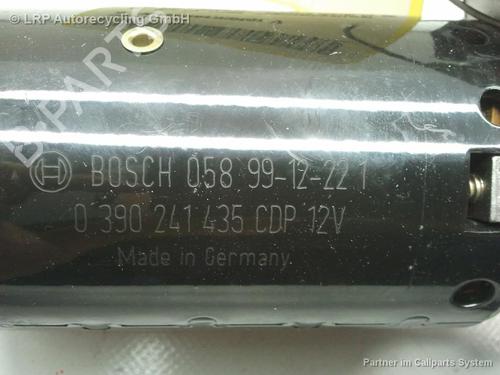 © LRP Autorecycling GmbH
BOSCH 058 99-12-22 1
0 390 241 435 CDP 12V
Made in Germany
Partner im Callparts System